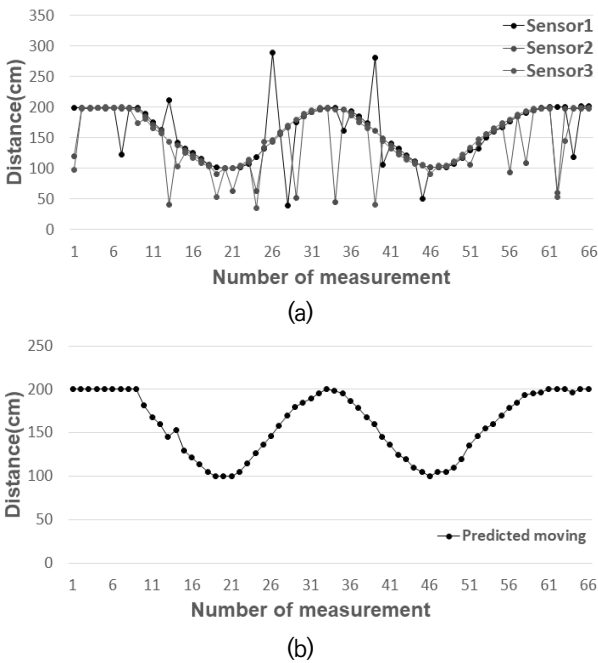 350
300
250
200
150
100
50
0
Distance(cm)
Sensor1
Sensor2
Sensor3
1 6 11 16 21 26 31 36 41 46 51 56 61 66
Number of measurement
(a)
250
200
150
100
50
0
Distance(cm)
Predicted moving
1 6 11 16 21 26 31 36 41 46 51 56 61 66
Number of measurement
(b)